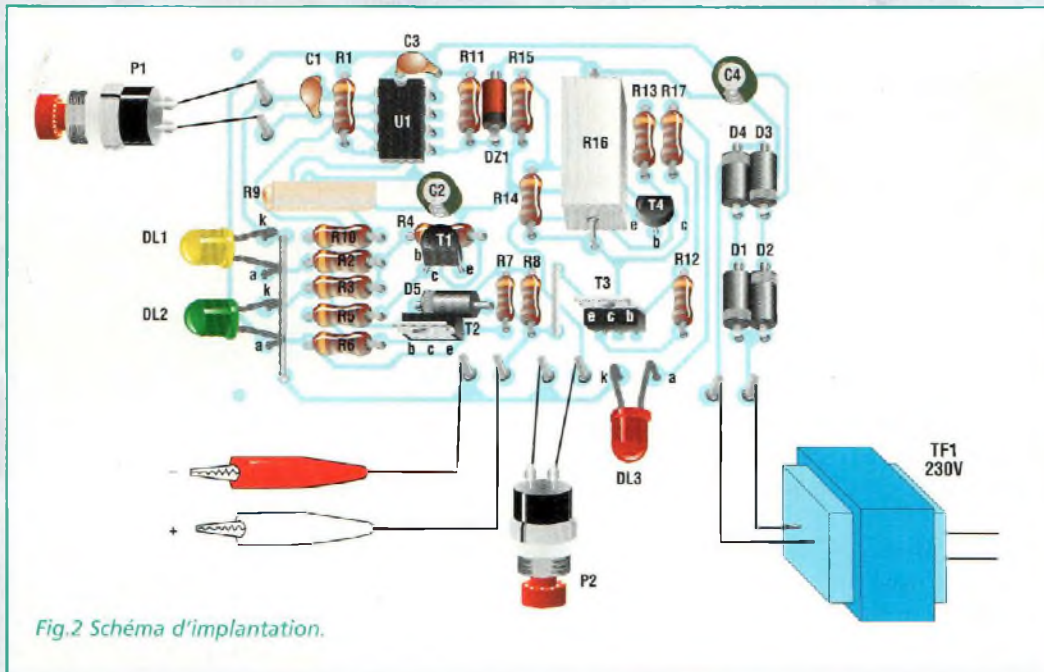 P1
C1
R1
C3
R11
R15
C4
R13 R17
U1
R16
D4 D3
DZ1
R9
C2
R14
T4
k
R4
e
c
DL1
R10
T1
b
b
D1 D2
R2
c
e
R7
R8
R12
a
k
R3
D5
T3
DL2
R5
T2
e c b
a
R6
b c e
k
a
TF1
230V
-
DL3
+
P2
Fig.2 Schéma d'implantation.